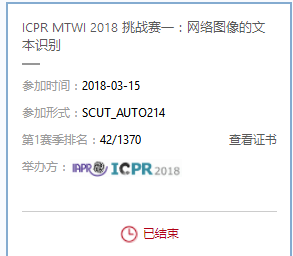 ICPR MTWI 2018 挑战赛一：网络图像的文
本识别
参加时间：2018-03-15
参加形式：SCUT_AUTO214
第1赛季排名：42/1370 查看证书
举办方： IAPR ICPR 2018
已结束